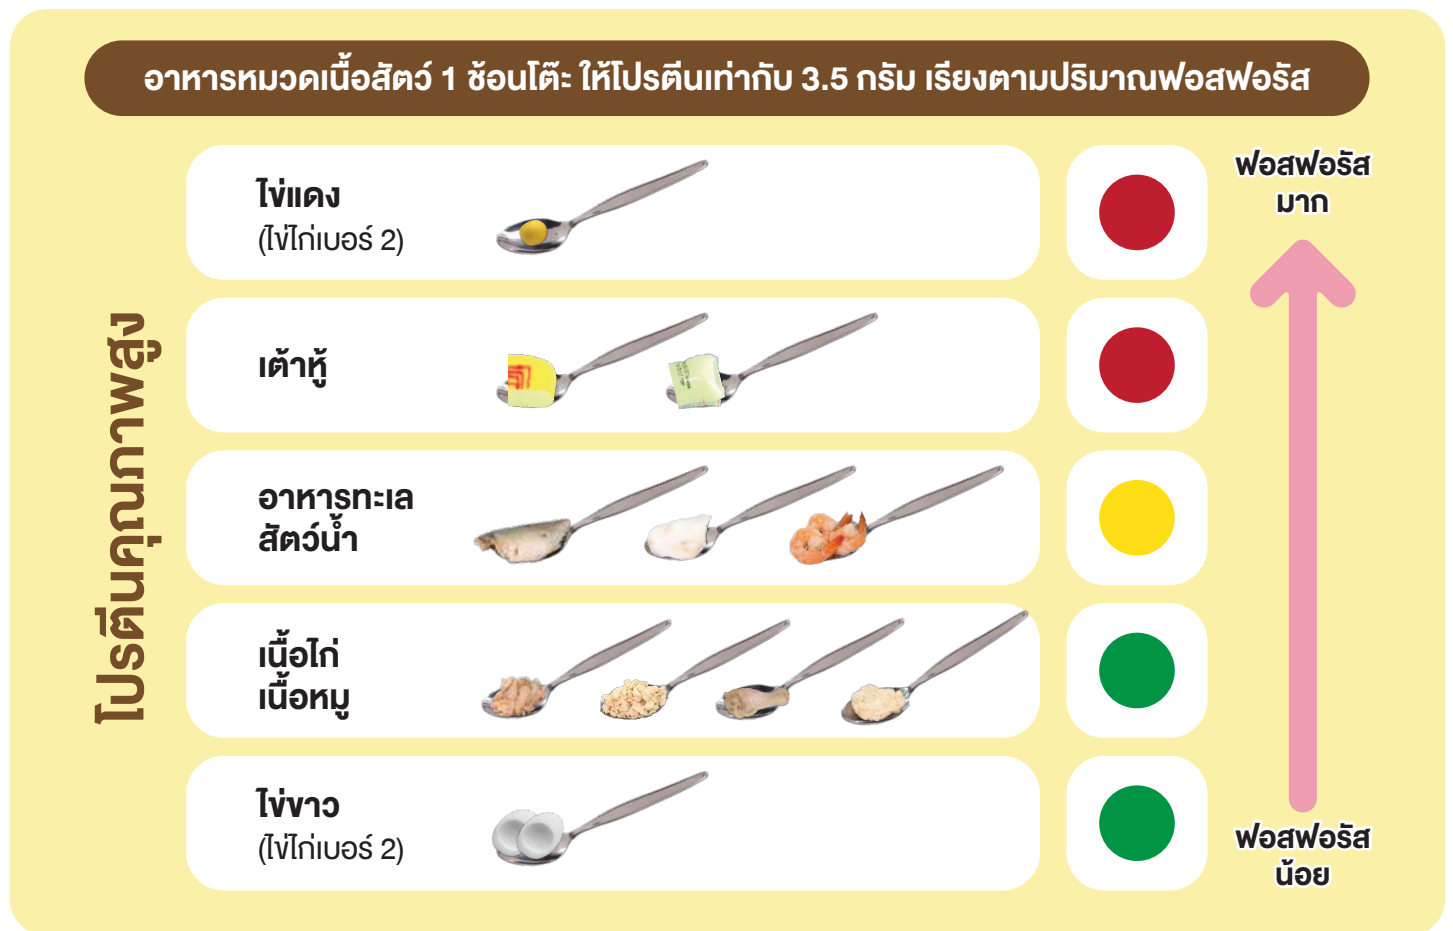 อาหารหมวดเนื้อสัตว์ 1 ช้อนโต๊ะ ให้โปรตีนเท่ากับ 3.5 กรัม เรียงตามปริมาณฟอสฟอรัส
โปรตีนคุณภาพสูง
ไข่แดง
(ไข่ไก่เบอร์ 2)
เต้าหู้
อาหารทะเล
สัตว์น้ำ
เนื้อไก่
เนื้อหมู
ไข่ขาว
(ไข่ไก่เบอร์ 2)
ฟอสฟอรัส
มาก
ฟอสฟอรัส
น้อย